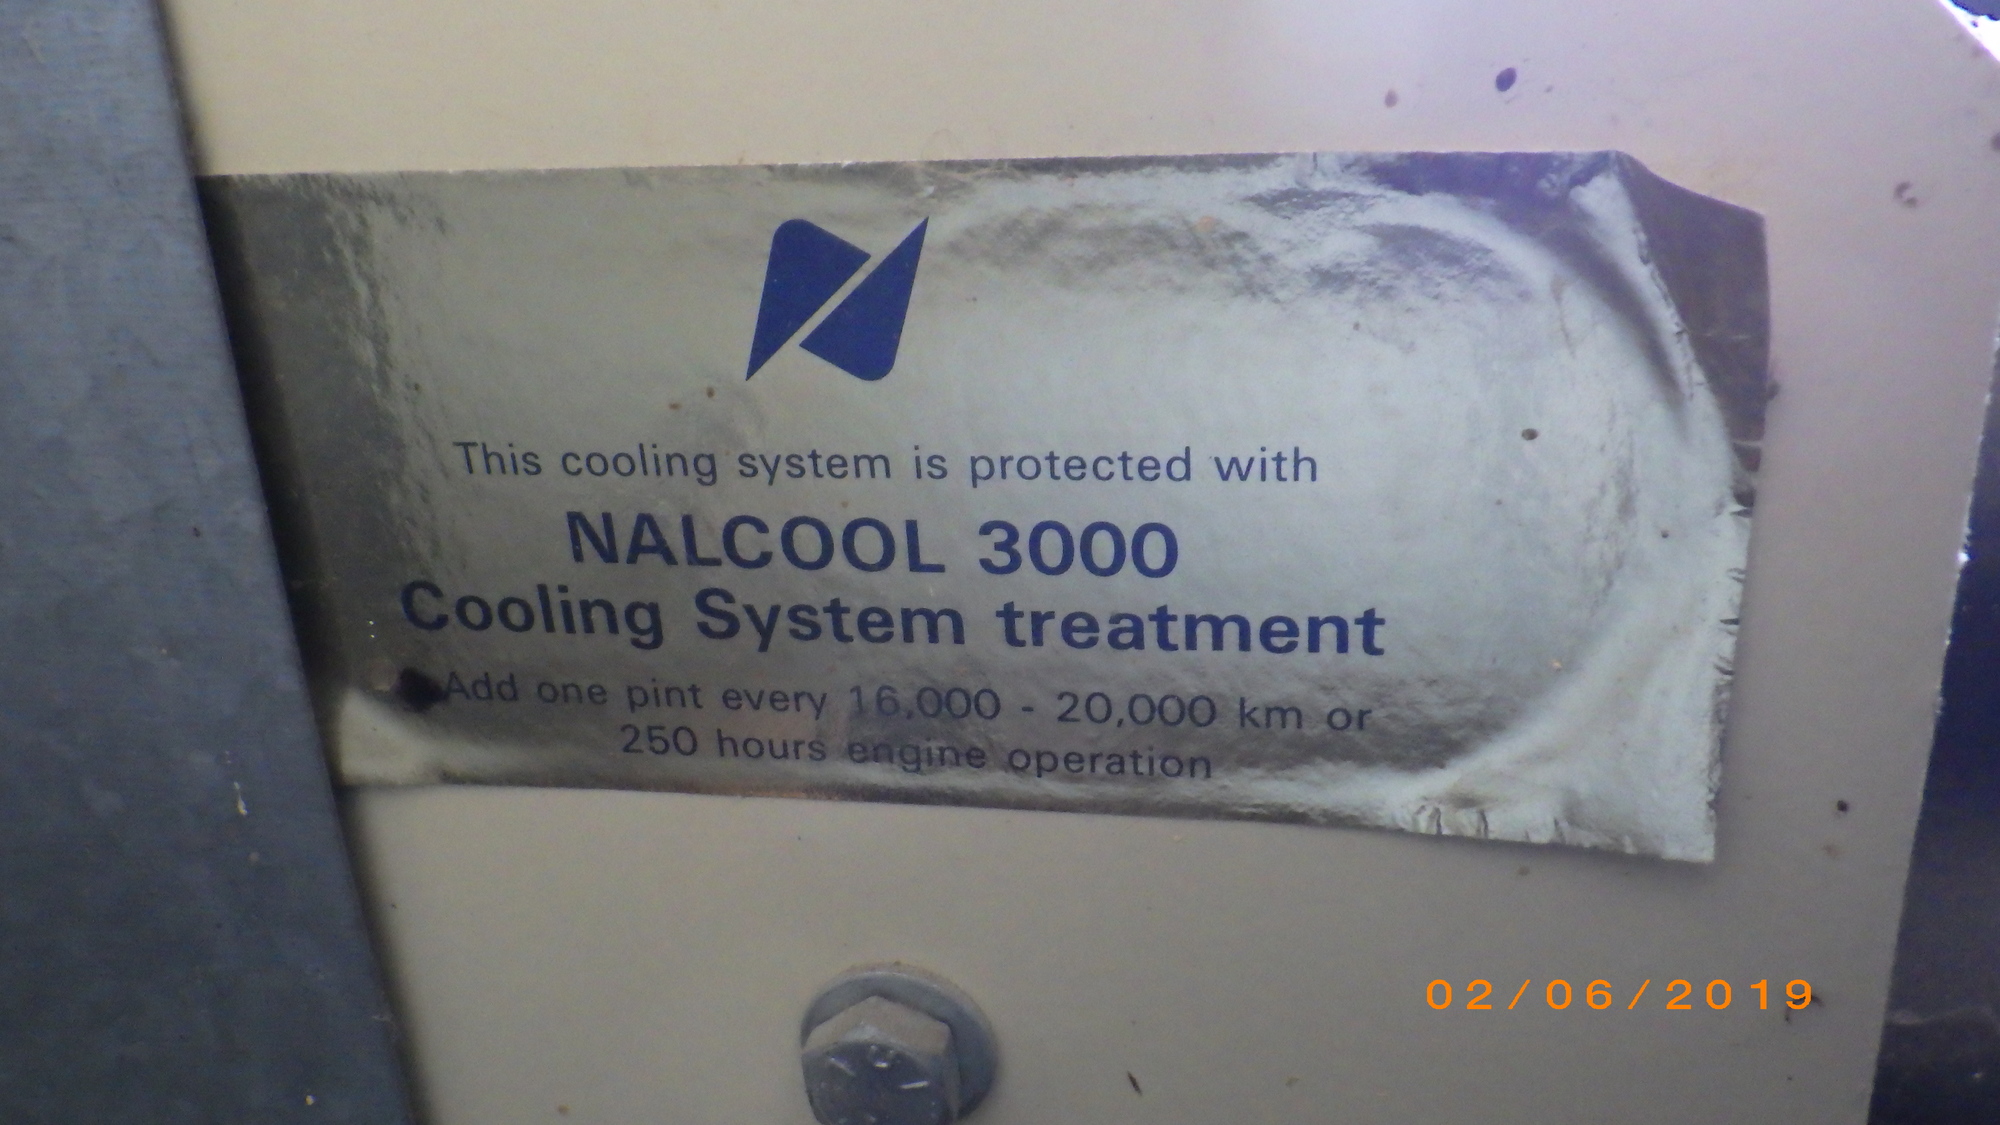 This cooling system is protected with
NALCOOL 3000
Cooling System treatment
Add one pint every 16,000 - 20,000 km or
250 hours engine operation
02/06/2019